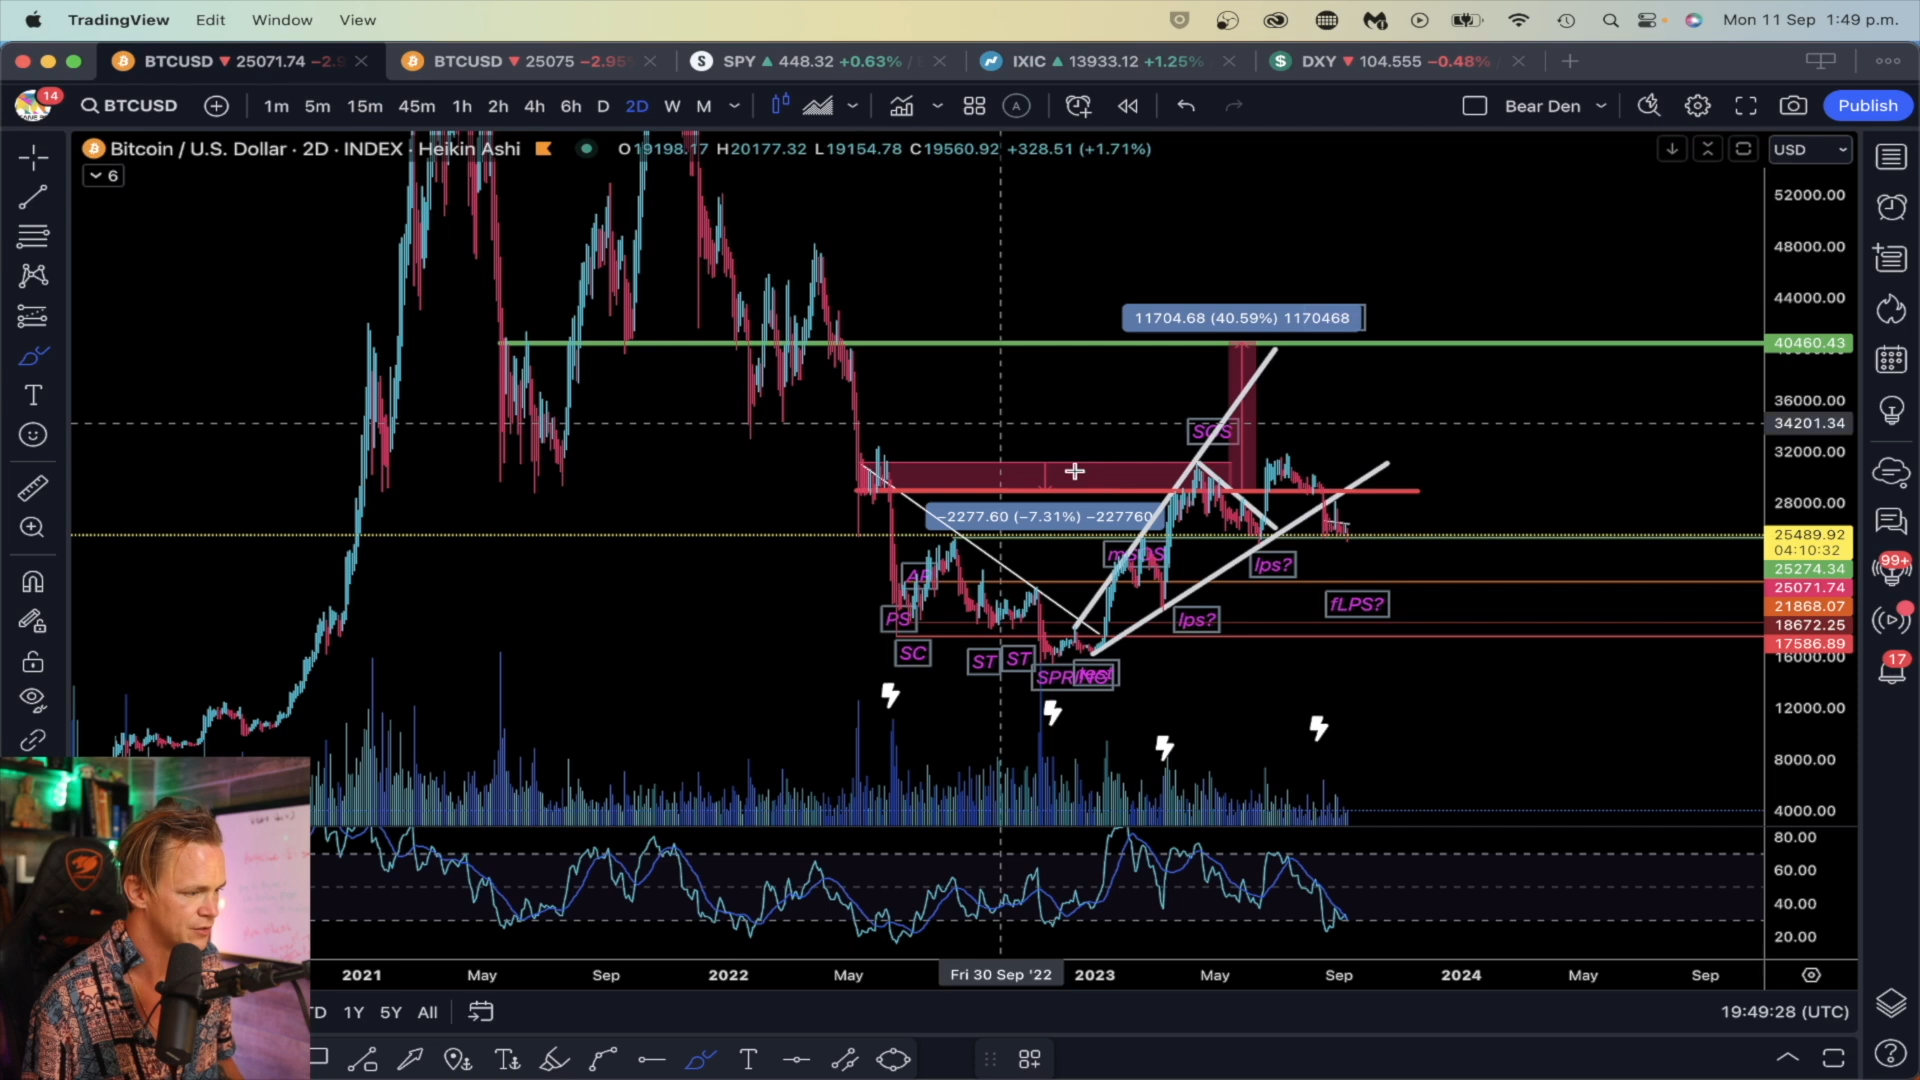 TradingView Edit Window View Mon 11 Sep 1:49 p.m.
BTCUSD ▼ 25071.74 −2.9 BTCUSD ▼ 25075 −2.95% SPY ▲ 448.32 +0.63% / IXIC ▲ 13933.12 +1.25% DXY ▼ 104.555 −0.48%
14 BTCUSD 1m 5m 15m 45m 1h 2h 4h 6h D 2D W M A Bear Den Publish
Bitcoin / U.S. Dollar · 2D · INDEX · Heikin Ashi O19198.17 H20177.32 L19154.78 C19560.92 +328.51 (+1.71%) USD
6
52000.00
48000.00
44000.00
11704.68 (40.59%) 1170468
40460.43
36000.00
34201.34
SOS
32000.00
28000.00
−2277.60 (−7.31%) −227760
25489.92
04:10:32
mSOS
lps?
25274.34
AR
25071.74
fLPS?
21868.07
PS
lps?
18672.25
17586.89
SC
ST
ST
16000.00
SPRING
test
12000.00
8000.00
4000.00
99+
17
80.00
60.00
40.00
20.00
2021 May Sep 2022 May Fri 30 Sep '22 2023 May Sep 2024 May Sep
TD 1Y 5Y All 19:49:28 (UTC)